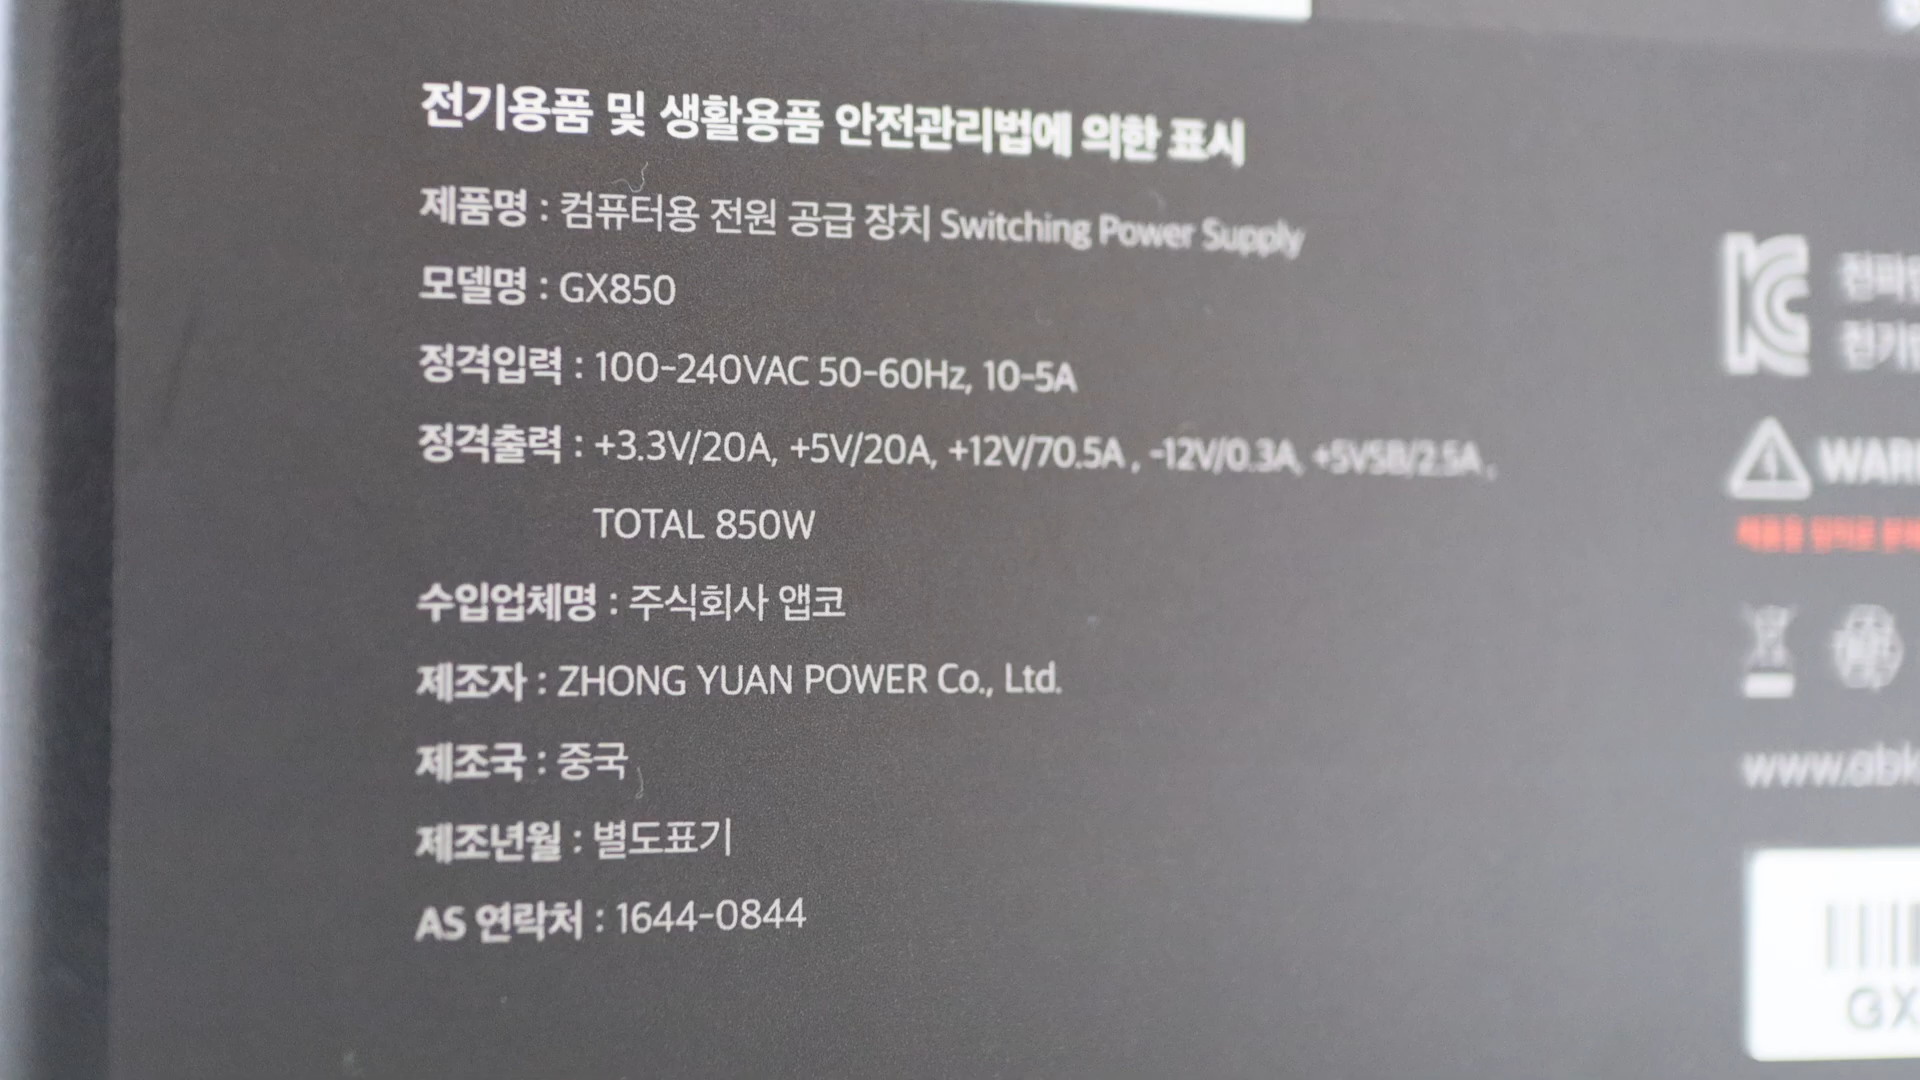 전기용품 및 생활용품 안전관리법에 의한 표시
제품명 : 컴퓨터용 전원 공급 장치 Switching Power Supply
모델명 : GX850
정격입력 : 100-240VAC 50-60Hz, 10-5A
정격출력 : +3.3V/20A, +5V/20A, +12V/70.5A , -12V/0.3A, +5VSB/2.5A ,
TOTAL 850W
수입업체명 : 주식회사 앱코
제조자 : ZHONG YUAN POWER Co., Ltd.
제조국 : 중국
제조년월 : 별도표기
AS 연락처 : 1644-0844